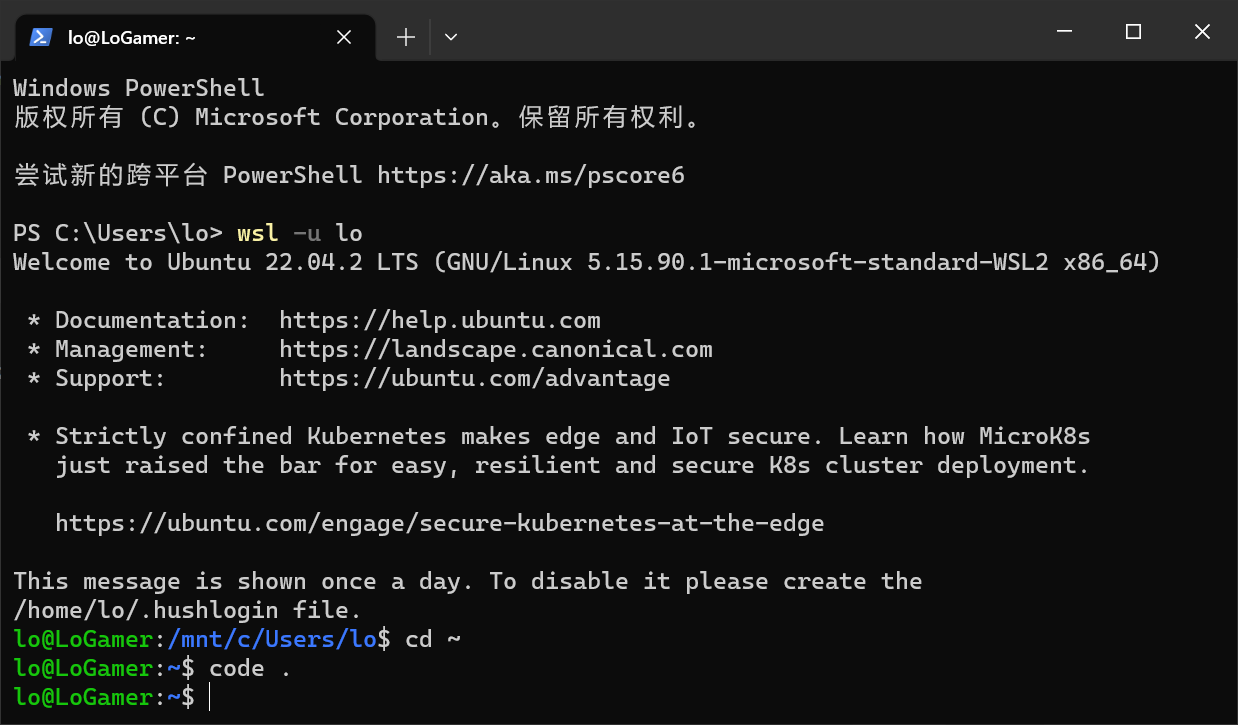 lo@LoGamer: ~
Windows PowerShell
版权所有 (C) Microsoft Corporation。保留所有权利。
尝试新的跨平台 PowerShell https://aka.ms/pscore6
PS C:\Users\lo> wsl -u lo
Welcome to Ubuntu 22.04.2 LTS (GNU/Linux 5.15.90.1-microsoft-standard-WSL2 x86_64)
* Documentation:  https://help.ubuntu.com
* Management:     https://landscape.canonical.com
* Support:        https://ubuntu.com/advantage
* Strictly confined Kubernetes makes edge and IoT secure. Learn how MicroK8s
just raised the bar for easy, resilient and secure K8s cluster deployment.
https://ubuntu.com/engage/secure-kubernetes-at-the-edge
This message is shown once a day. To disable it please create the
/home/lo/.hushlogin file.
lo@LoGamer:/mnt/c/Users/lo$ cd ~
lo@LoGamer:~$ code .
lo@LoGamer:~$